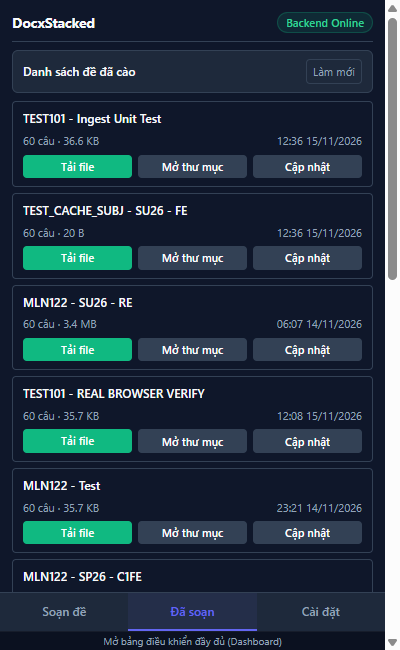 DocxStacked
Backend Online
Danh sách đề đã cào
Làm mới
TEST101 - Ingest Unit Test
60 câu · 36.6 KB
12:36 15/11/2026
Tải file
Mở thư mục
Cập nhật
TEST_CACHE_SUBJ - SU26 - FE
60 câu · 20 B
12:36 15/11/2026
Tải file
Mở thư mục
Cập nhật
MLN122 - SU26 - RE
60 câu · 3.4 MB
06:07 14/11/2026
Tải file
Mở thư mục
Cập nhật
TEST101 - REAL BROWSER VERIFY
60 câu · 35.7 KB
12:08 15/11/2026
Tải file
Mở thư mục
Cập nhật
MLN122 - Test
60 câu · 35.7 KB
23:21 14/11/2026
Tải file
Mở thư mục
Cập nhật
MLN122 - SP26 - C1FE
Soạn đề
Đã soạn
Cài đặt
Mở bảng điều khiển đầy đủ (Dashboard)